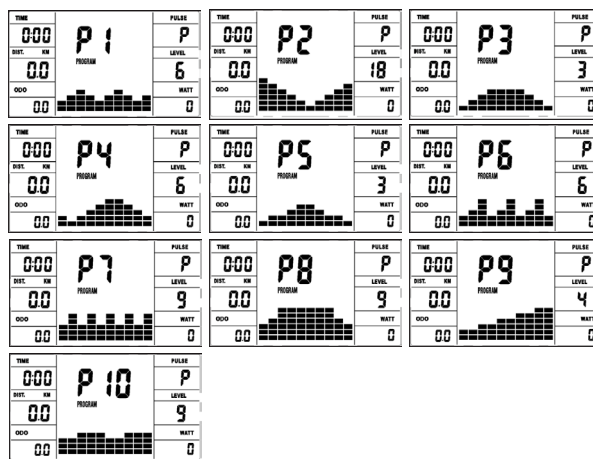 TIME PULSE
0:00 P1 P
DIST. KM PROGRAM LEVEL
0.0 6
ODO WATT
0.0 0
TIME PULSE
0:00 P2 P
DIST. KM PROGRAM LEVEL
0.0 18
ODO WATT
0.0 0
TIME PULSE
0:00 P3 P
DIST. KM PROGRAM LEVEL
0.0 3
ODO WATT
0.0 0
TIME PULSE
0:00 P4 P
DIST. KM PROGRAM LEVEL
0.0 6
ODO WATT
0.0 0
TIME PULSE
0:00 P5 P
DIST. KM PROGRAM LEVEL
0.0 3
ODO WATT
0.0 0
TIME PULSE
0:00 P6 P
DIST. KM PROGRAM LEVEL
0.0 6
ODO WATT
0.0 0
TIME PULSE
0:00 P7 P
DIST. KM PROGRAM LEVEL
0.0 9
ODO WATT
0.0 0
TIME PULSE
0:00 P8 P
DIST. KM PROGRAM LEVEL
0.0 9
ODO WATT
0.0 0
TIME PULSE
0:00 P9 P
DIST. KM PROGRAM LEVEL
0.0 4
ODO WATT
0.0 0
TIME PULSE
0:00 P10 P
DIST. KM PROGRAM LEVEL
0.0 9
ODO WATT
0.0 0